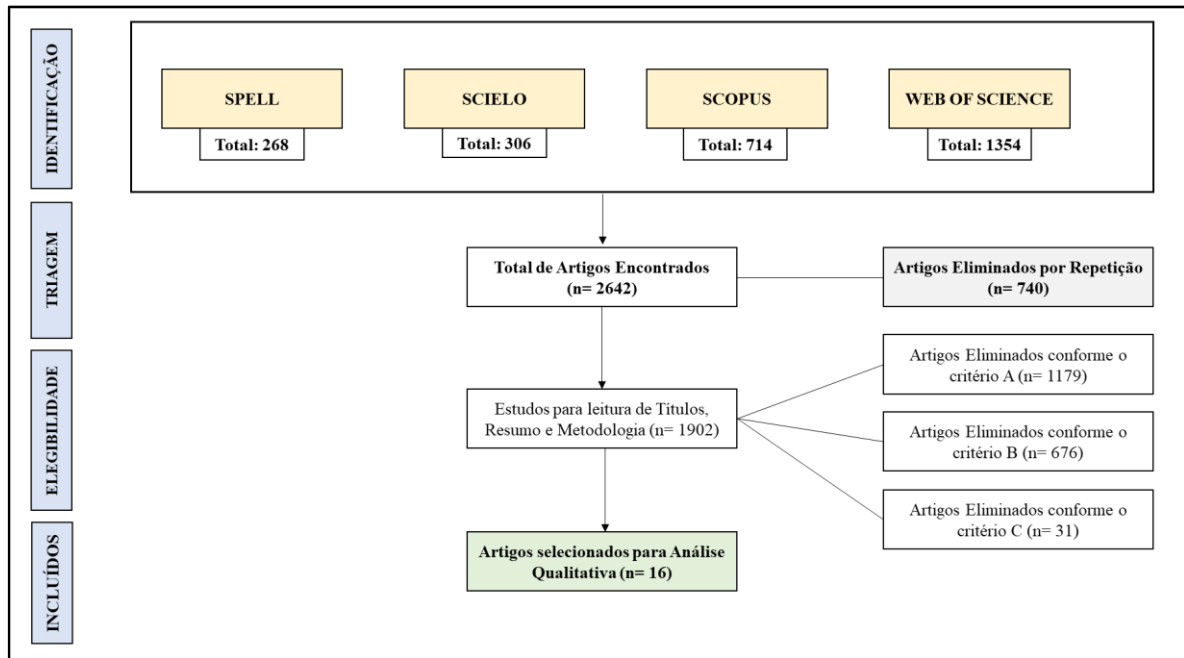 IDENTIFICAÇÃO
SPELL
Total: 268
SCIELO
Total: 306
SCOPUS
Total: 714
WEB OF SCIENCE
Total: 1354
TRIAGEM
Total de Artigos Encontrados
(n= 2642)
Artigos Eliminados por Repetição
(n= 740)
ELEGIBILIDADE
Estudos para leitura de Títulos,
Resumo e Metodologia (n= 1902)
Artigos Eliminados conforme o
critério A (n= 1179)
Artigos Eliminados conforme o
critério B (n= 676)
Artigos Eliminados conforme o
critério C (n= 31)
INCLUÍDOS
Artigos selecionados para Análise
Qualitativa (n= 16)